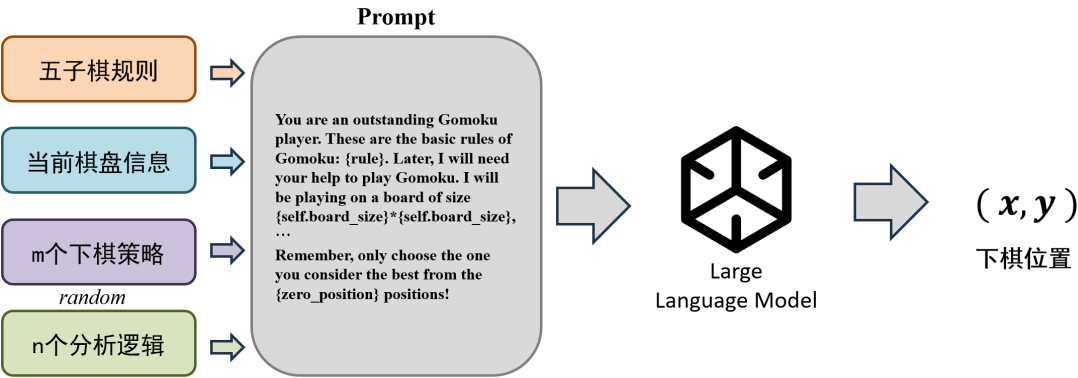 Prompt
五子棋规则
当前棋盘信息
m个下棋策略
random
n个分析逻辑
You are an outstanding Gomoku
player. These are the basic rules of
Gomoku: {rule}. Later, I will need
your help to play Gomoku. I will
be playing on a board of size
{self.board_size}*{self.board_size},
…
Remember, only choose the one
you consider the best from the
{zero_position} positions!
Large
Language Model
(x,y)
下棋位置